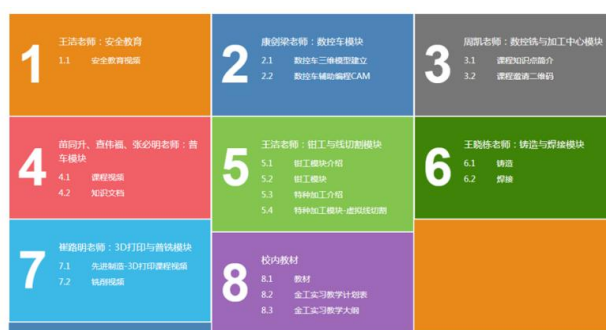 1
王洁老师：安全教育
1.1 安全教育视频
2
康剑梁老师：数控车模块
2.1 数控车三维模型建立
2.2 数控车辅助编程CAM
3
周凯老师：数控铣与加工中心模块
3.1 课程知识点简介
3.2 课程邀请二维码
4
苗同升、查伟福、张必明老师：普
车模块
4.1 课程视频
4.2 知识文档
5
王洁老师：钳工与线切割模块
5.1 钳工模块介绍
5.2 钳工模块
5.3 特种加工介绍
5.4 特种加工模块-虚拟线切割
6
王晓栋老师：铸造与焊接模块
6.1 铸造
6.2 焊接
7
崔路明老师：3D打印与普铣模块
7.1 先进制造-3D打印课程视频
7.2 铣削视频
8
校内教材
8.1 教材
8.2 金工实习教学计划表
8.3 金工实习教学大纲